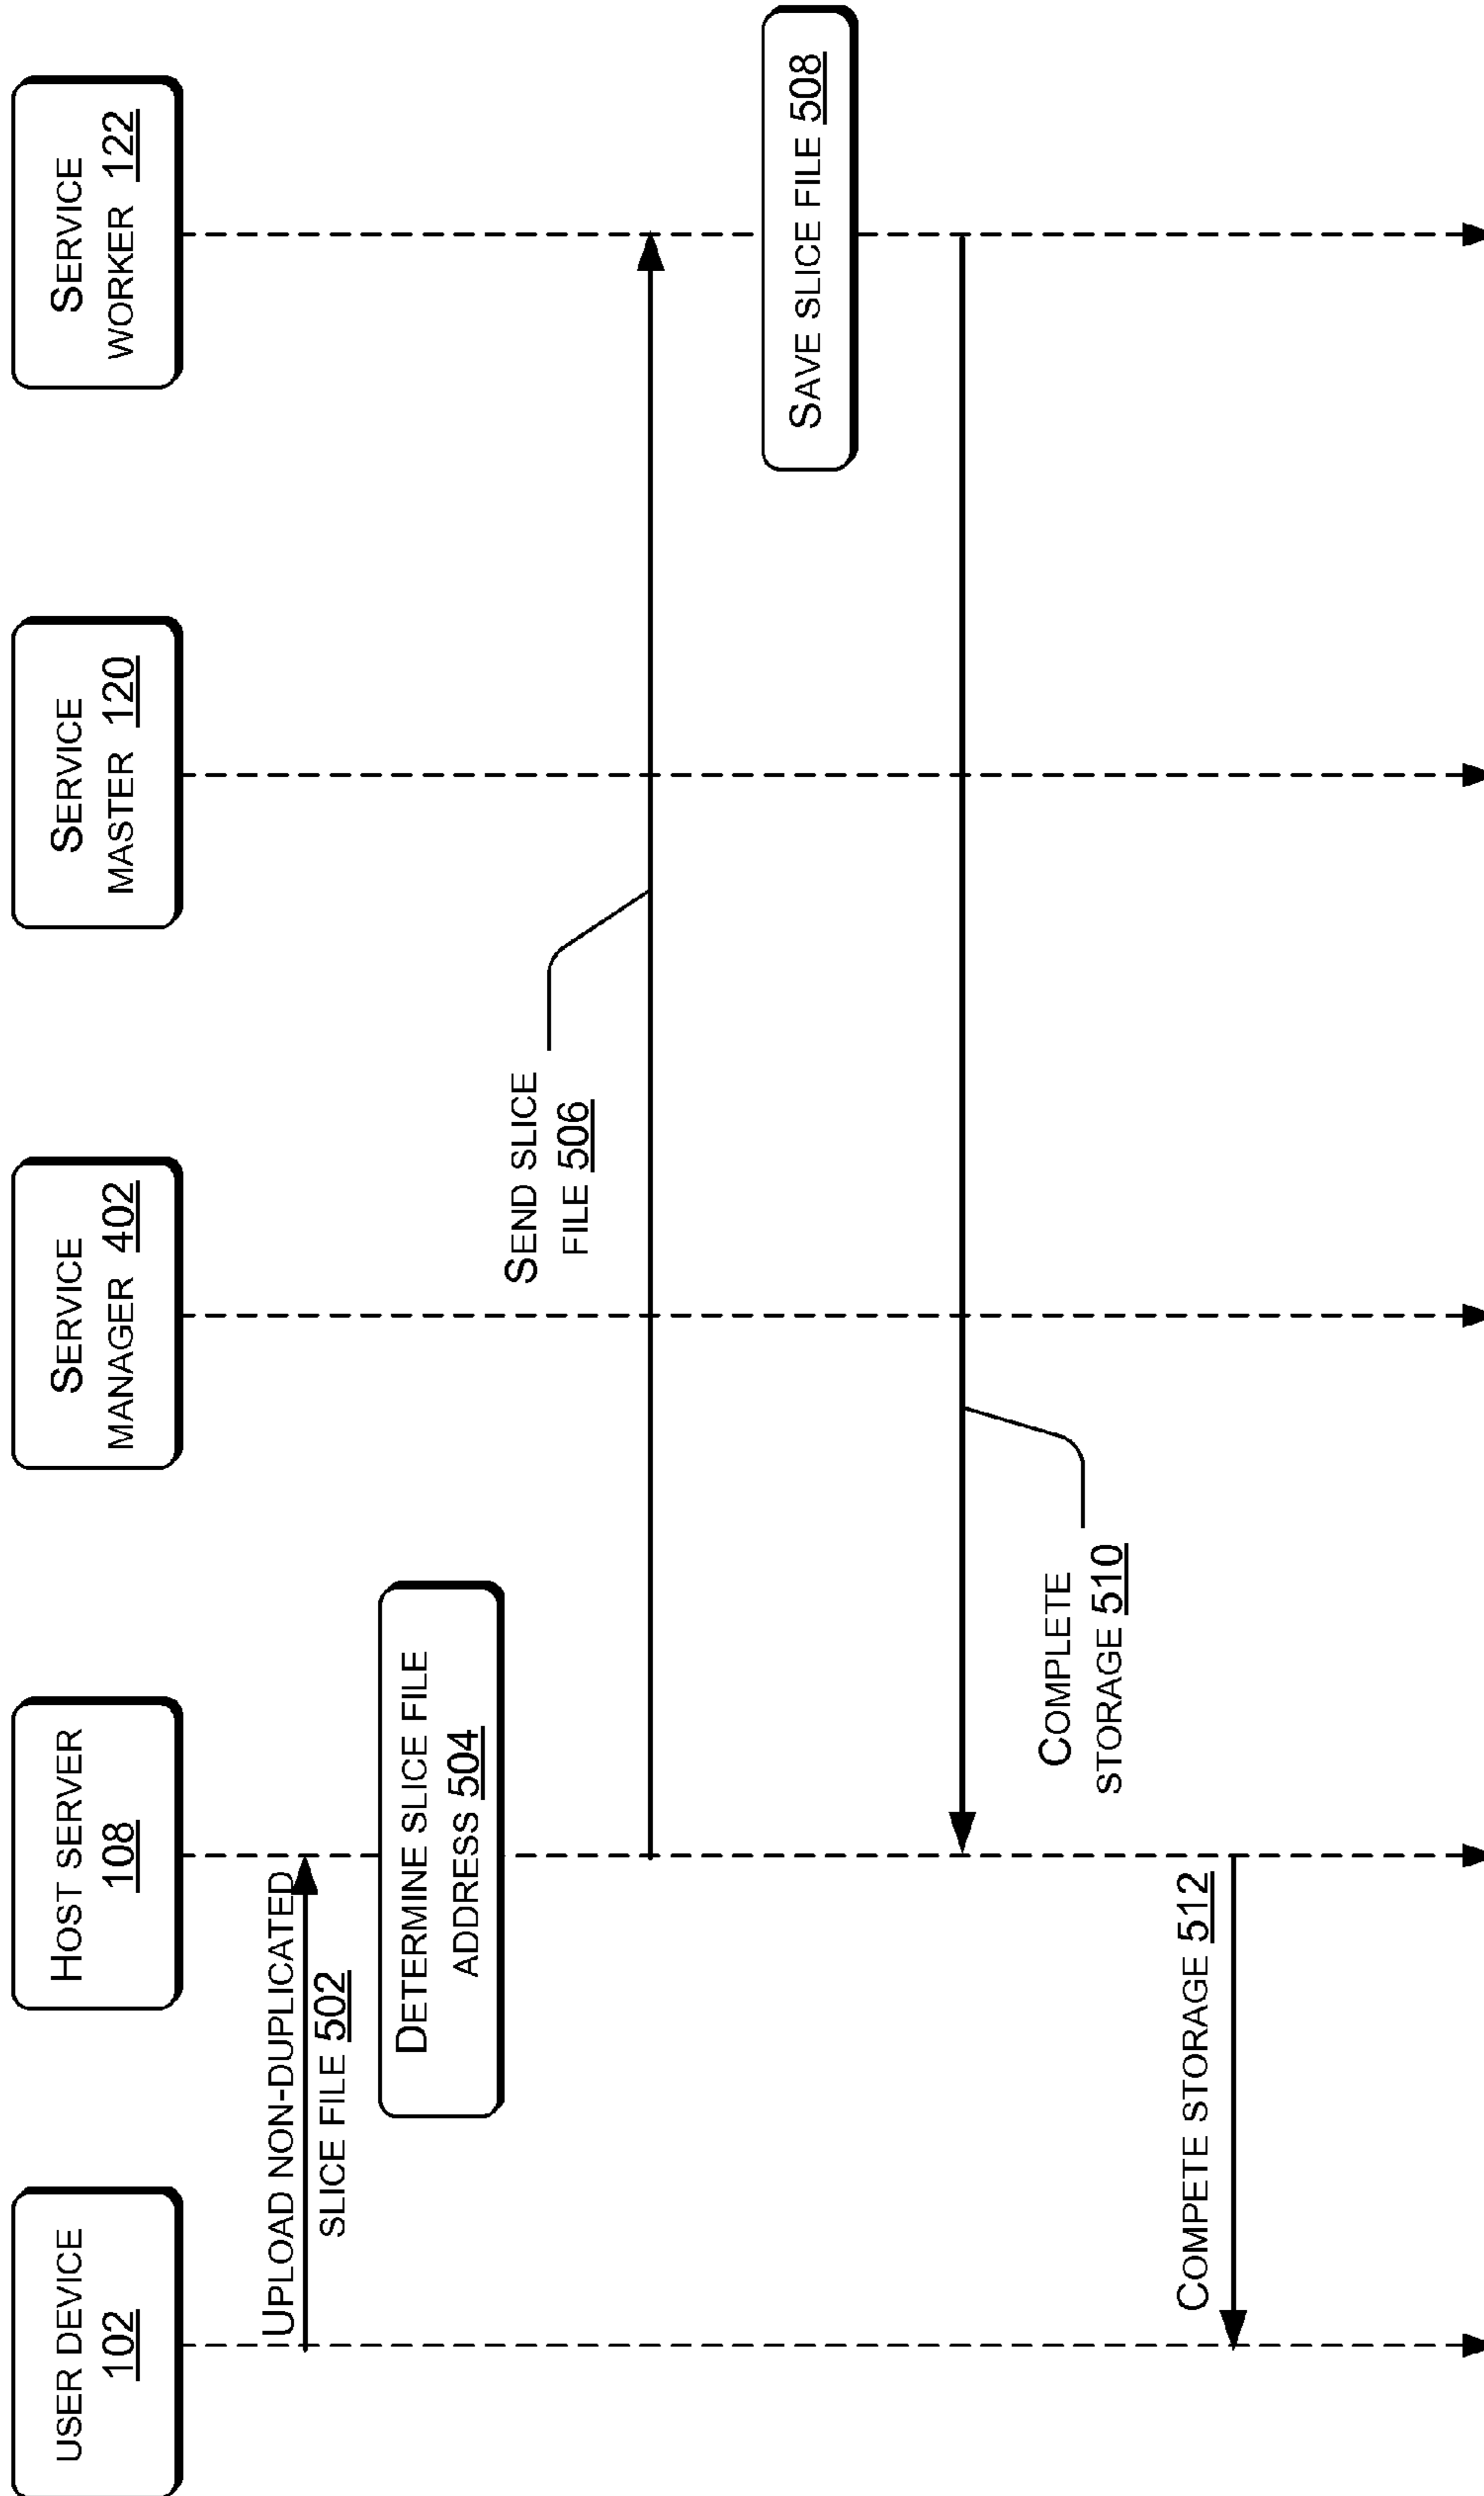 USER DEVICE
102
HOST SERVER
108
SERVICE
MANAGER 402
SERVICE
MASTER 120
SERVICE
WORKER 122
UPLOAD NON-DUPLICATED
SLICE FILE 502
DETERMINE SLICE FILE
ADDRESS 504
SEND SLICE
FILE 506
SAVE SLICE FILE 508
COMPLETE
STORAGE 510
COMPETE STORAGE 512